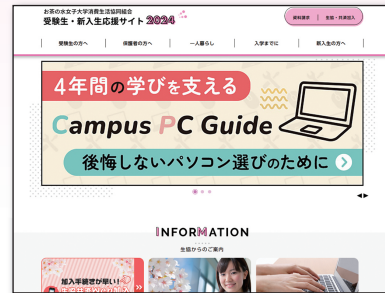 お茶の水女子大学消費生活協同組合
受験生・新入生応援サイト 2024
資料請求 | 生協・共済加入
受験生の方へ
保護者の方へ
一人暮らし
入学までに
新入生の方へ
4年間の学びを支える
Campus PC Guide
後悔しないパソコン選びのために
INFORMATION
生協からのご案内
加入手続きが早い!